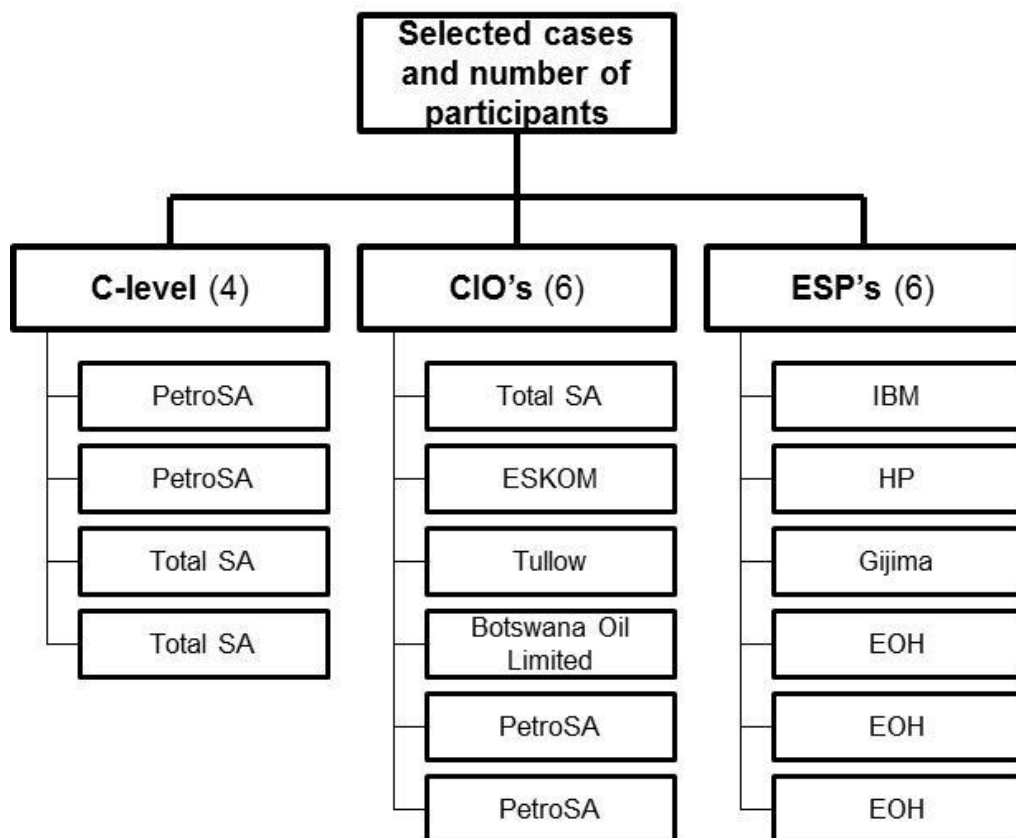 Selected cases
and number of
participants
C-level (4)
PetroSA
PetroSA
Total SA
Total SA
CIO's (6)
Total SA
ESKOM
Tullow
Botswana Oil
Limited
PetroSA
PetroSA
ESP's (6)
IBM
HP
Gijima
EOH
EOH
EOH